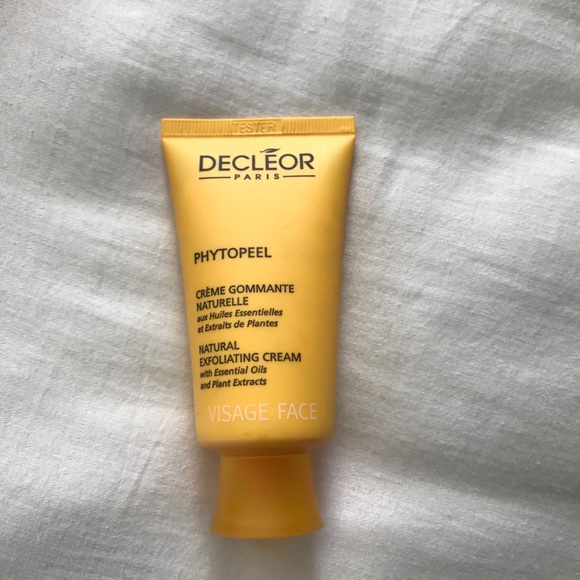 TESTER
DECLÉOR
PARIS
PHYTOPEEL
CRÈME GOMMANTE
NATURELLE
aux Huiles Essentielles
et Extraits de Plantes
NATURAL
EXFOLIATING CREAM
with Essential Oils
and Plant Extracts
VISAGE FACE